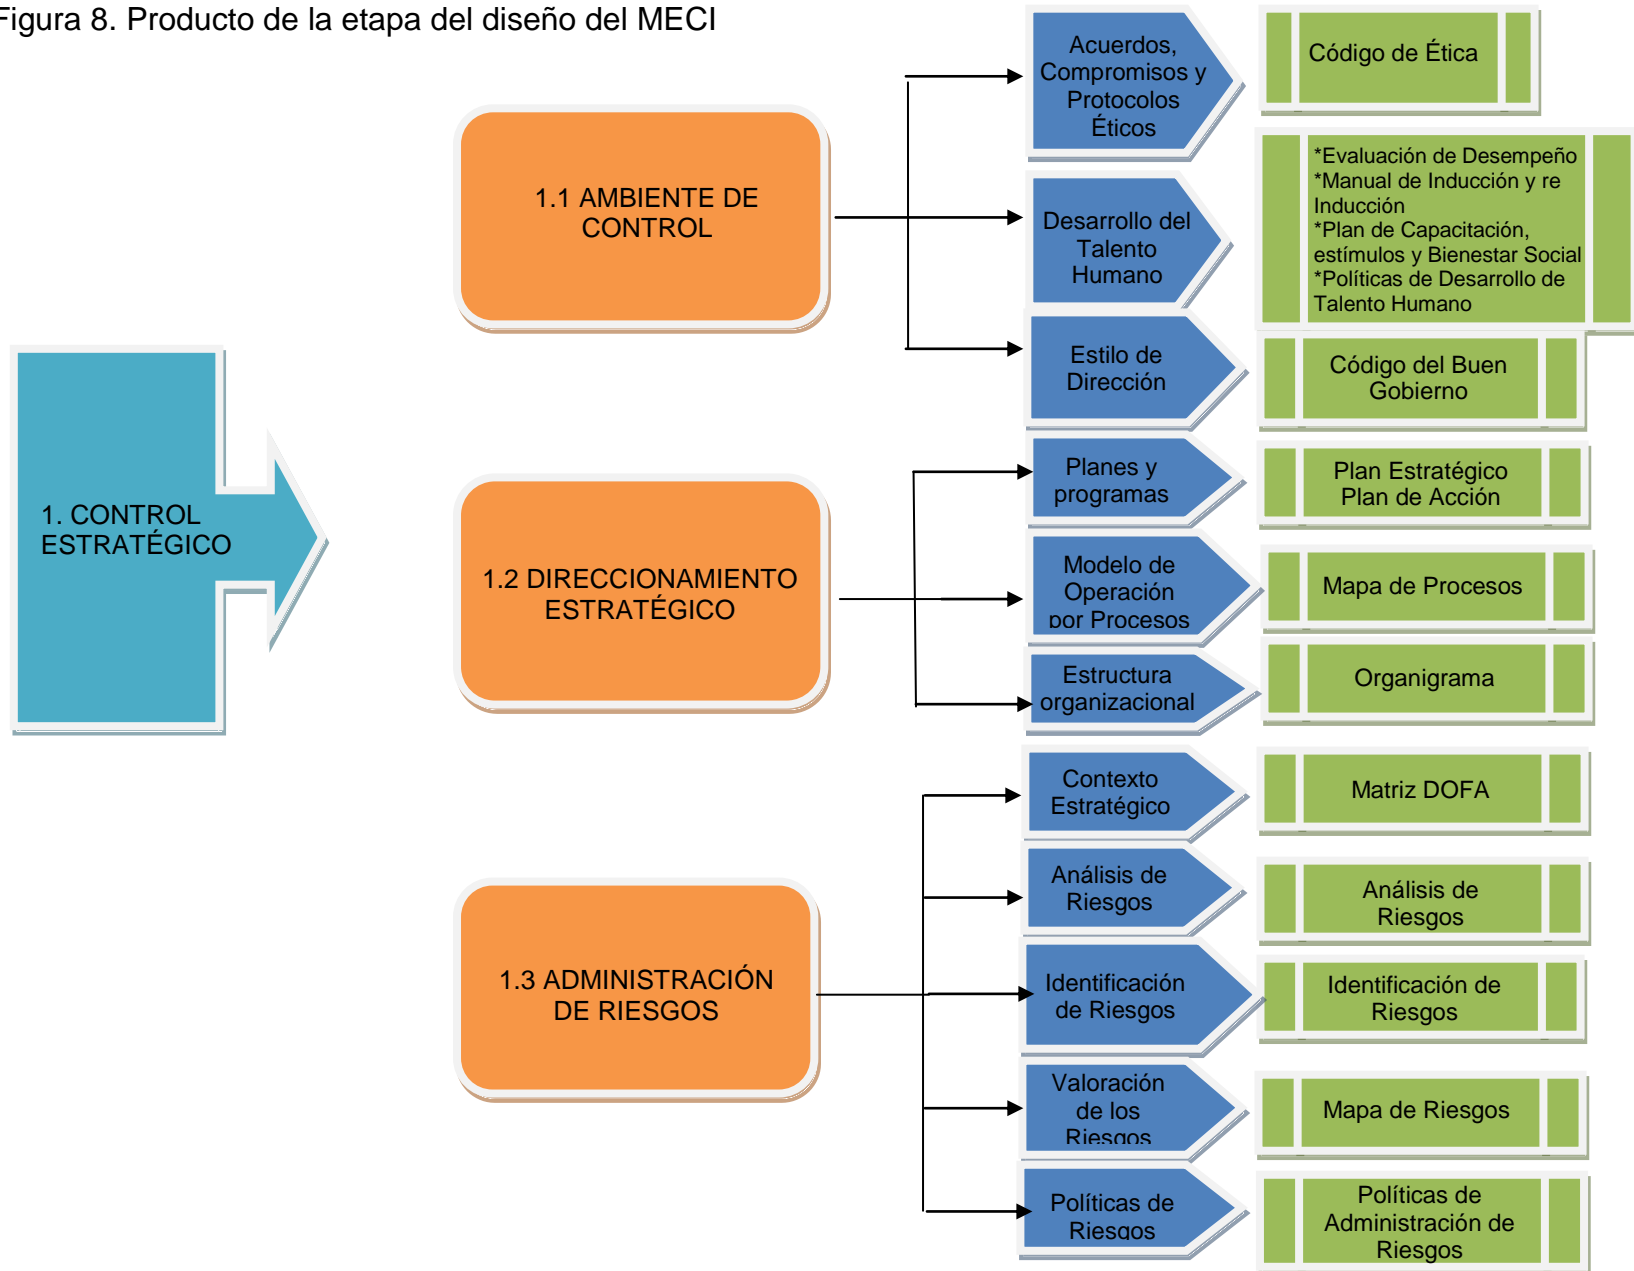 Figura 8. Producto de la etapa del diseño del MECI
1. CONTROL
ESTRATÉGICO
1.1 AMBIENTE DE
CONTROL
Acuerdos,
Compromisos y
Protocolos
Éticos
Código de Ética
Desarrollo del
Talento
Humano
*Evaluación de Desempeño
*Manual de Inducción y re
Inducción
*Plan de Capacitación,
estímulos y Bienestar Social
*Políticas de Desarrollo de
Talento Humano
Estilo de
Dirección
Código del Buen
Gobierno
1.2 DIRECCIONAMIENTO
ESTRATÉGICO
Planes y
programas
Plan Estratégico
Plan de Acción
Modelo de
Operación
por Procesos
Mapa de Procesos
Estructura
organizacional
Organigrama
1.3 ADMINISTRACIÓN
DE RIESGOS
Contexto
Estratégico
Matriz DOFA
Análisis de
Riesgos
Análisis de
Riesgos
Identificación
de Riesgos
Identificación de
Riesgos
Valoración
de los
Riesgos
Mapa de Riesgos
Políticas de
Riesgos
Políticas de
Administración de
Riesgos